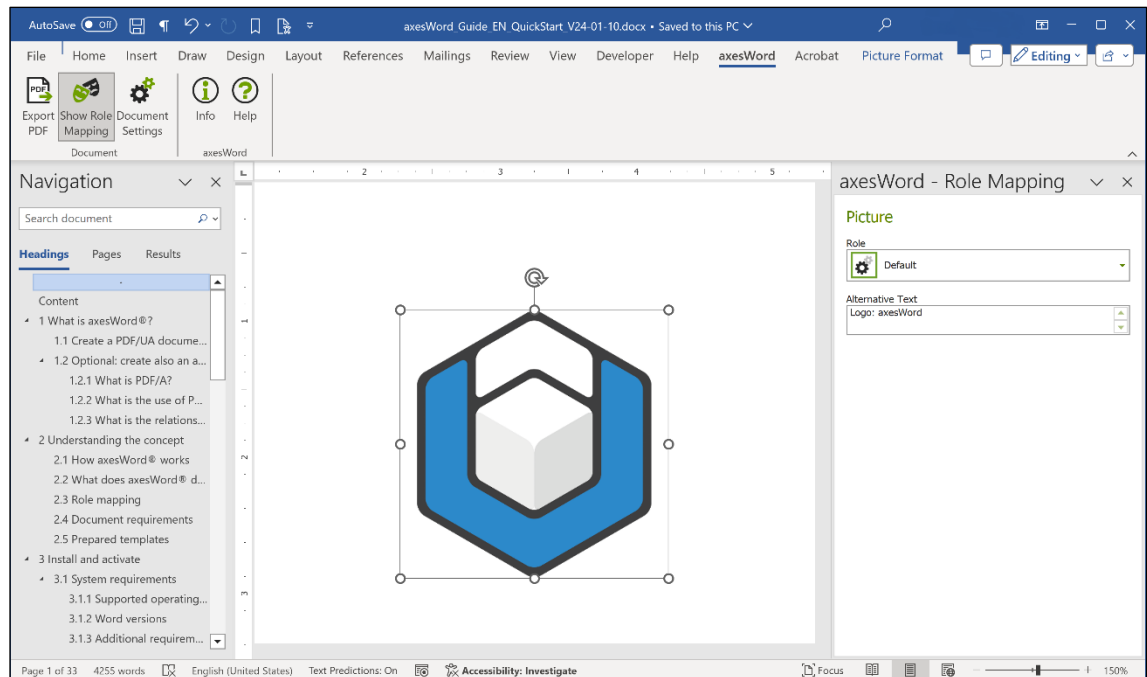 AutoSave Off axesWord_Guide_EN_QuickStart_V24-01-10.docx • Saved to this PC
File Home Insert Draw Design Layout References Mailings Review View Developer Help axesWord Acrobat Picture Format Editing
PDF
Export PDF
Show Role Mapping
Document Settings
Info
Help
Document axesWord
Navigation
Search document
Headings Pages Results
Content
1 What is axesWord®?
1.1 Create a PDF/UA docume...
1.2 Optional: create also an a...
1.2.1 What is PDF/A?
1.2.2 What is the use of P...
1.2.3 What is the relations...
2 Understanding the concept
2.1 How axesWord® works
2.2 What does axesWord® d...
2.3 Role mapping
2.4 Document requirements
2.5 Prepared templates
3 Install and activate
3.1 System requirements
3.1.1 Supported operating...
3.1.2 Word versions
3.1.3 Additional requirem...
2 3 4 5
1
2
3
axesWord - Role Mapping
Picture
Role
Default
Alternative Text
Logo: axesWord
Page 1 of 33 4255 words English (United States) Text Predictions: On Accessibility: Investigate Focus 150%